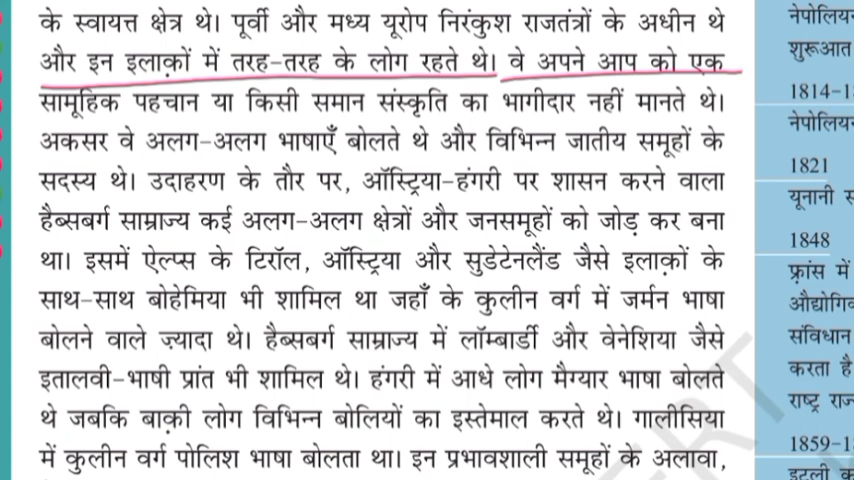 के स्वायत्त क्षेत्र थे। पूर्वी और मध्य यूरोप निरंकुश राजतंत्रों के अधीन थे
और इन इलाक़ों में तरह-तरह के लोग रहते थे। वे अपने आप को एक
सामूहिक पहचान या किसी समान संस्कृति का भागीदार नहीं मानते थे।
अकसर वे अलग-अलग भाषाएँ बोलते थे और विभिन्न जातीय समूहों के
सदस्य थे। उदाहरण के तौर पर, ऑस्ट्रिया-हंगरी पर शासन करने वाला
हैब्सबर्ग साम्राज्य कई अलग-अलग क्षेत्रों और जनसमूहों को जोड़ कर बना
था। इसमें ऐल्प्स के टिरॉल, ऑस्ट्रिया और सुडेटेनलैंड जैसे इलाक़ों के
साथ-साथ बोहेमिया भी शामिल था जहाँ के कुलीन वर्ग में जर्मन भाषा
बोलने वाले ज़्यादा थे। हैब्सबर्ग साम्राज्य में लॉम्बार्डी और वेनेशिया जैसे
इतालवी-भाषी प्रांत भी शामिल थे। हंगरी में आधे लोग मैग्यार भाषा बोलते
थे जबकि बाक़ी लोग विभिन्न बोलियों का इस्तेमाल करते थे। गालीसिया
में कुलीन वर्ग पोलिश भाषा बोलता था। इन प्रभावशाली समूहों के अलावा,
शुरूआत
1814-1
1821
यूनानी
1848
फ़्रांस में
संविधान
करता है
राष्ट्र
1859-1